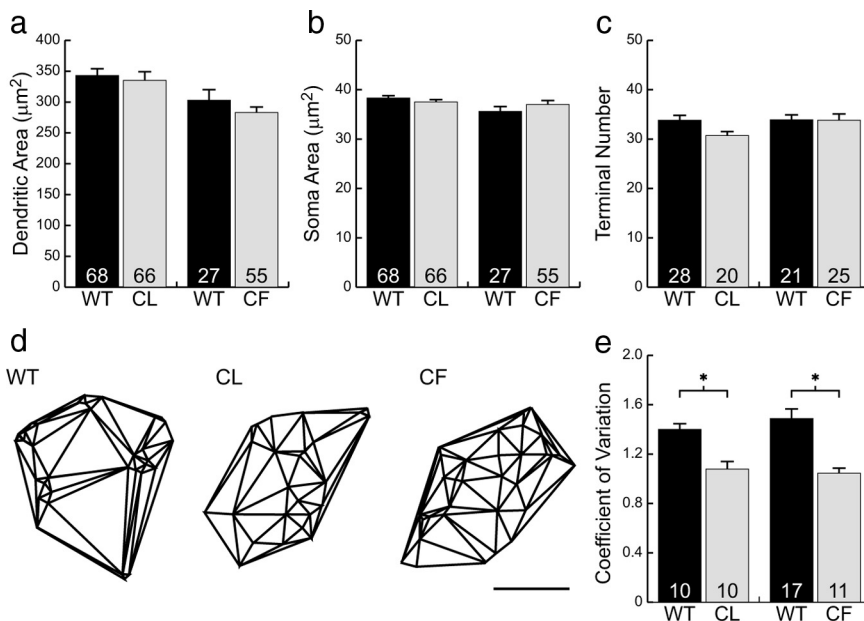 a
Dendritic Area (μm2)
400
350
300
250
200
150
100
50
0
68
66
27
55
WT
CL
WT
CF
b
Soma Area (μm2)
50
40
30
20
10
0
68
66
27
55
WT
CL
WT
CF
c
Terminal Number
50
40
30
20
10
0
28
20
21
25
WT
CL
WT
CF
d
WT
CL
CF
e
Coefficient of Variation
2.0
1.6
1.2
0.8
0.4
0
*
*
10
10
17
11
WT
CL
WT
CF